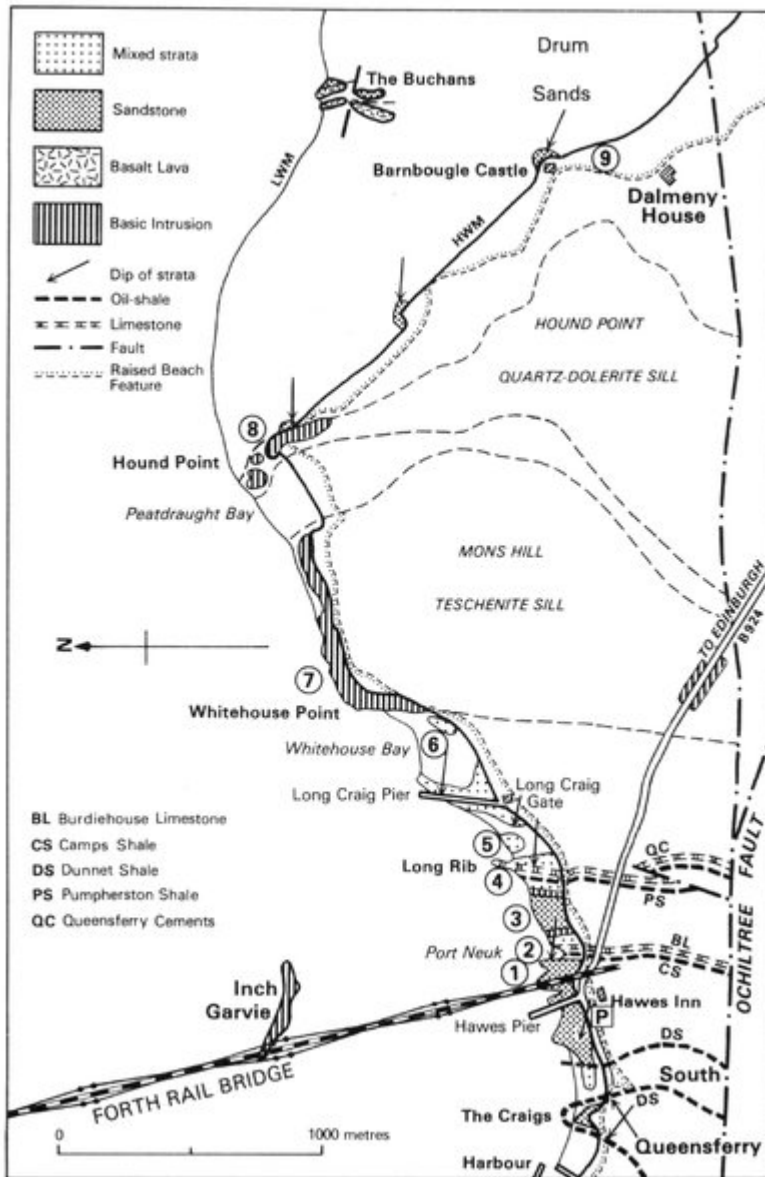 Mixed strata
Sandstone
Basalt Lava
Basic Intrusion
Dip of strata
Oil-shale
Limestone
Fault
Raised Beach
Feature
The Buchans
Drum
Sands
LWM
HWM
Barnbougle Castle
9
Dalmeny
House
HOUND POINT
QUARTZ-DOLERITE SILL
8
Hound Point
Peatdraught Bay
MONS HILL
TESCHENITE SILL
TO EDINBURGH
B924
N
7
Whitehouse Point
Whitehouse Bay
6
Long Craig Pier
Long Craig
Gate
BL Burdiehouse Limestone
CS Camps Shale
DS Dunnet Shale
PS Pumpherston Shale
QC Queensferry Cements
5
Long Rib
4
QC
PS
3
Port Neuk
2
1
BL
CS
OCHILTREE FAULT
Inch
Garvie
Hawes Inn
P
Hawes Pier
FORTH RAIL BRIDGE
DS
South
The Craigs
DS
Queensferry
Harbour
0
1000 metres